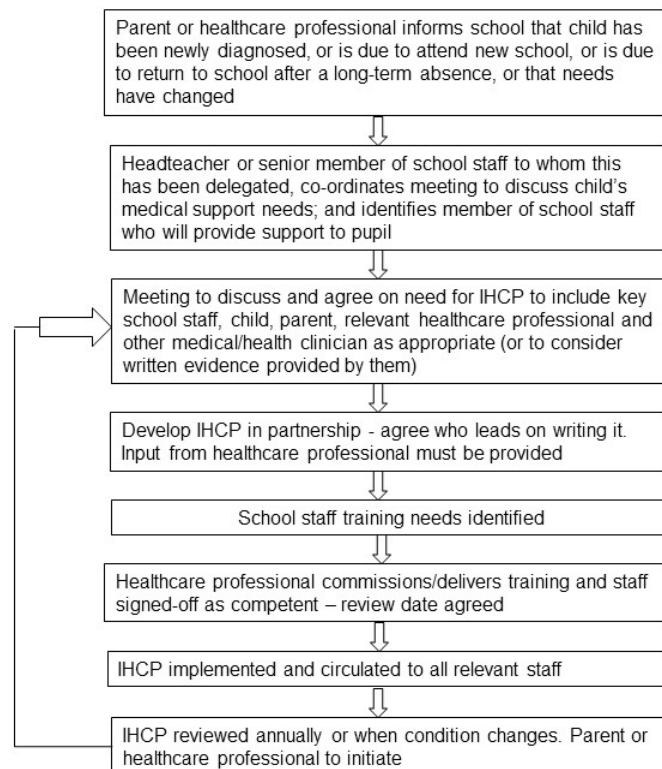 Parent or healthcare professional informs school that child has
been newly diagnosed, or is due to attend new school, or is due
to return to school after a long-term absence, or that needs
have changed
Headteacher or senior member of school staff to whom this
has been delegated, co-ordinates meeting to discuss child's
medical support needs; and identifies member of school staff
who will provide support to pupil
Meeting to discuss and agree on need for IHCP to include key
school staff, child, parent, relevant healthcare professional and
other medical/health clinician as appropriate (or to consider
written evidence provided by them)
Develop IHCP in partnership - agree who leads on writing it.
Input from healthcare professional must be provided
School staff training needs identified
Healthcare professional commissions/delivers training and staff
signed-off as competent – review date agreed
IHCP implemented and circulated to all relevant staff
IHCP reviewed annually or when condition changes. Parent or
healthcare professional to initiate